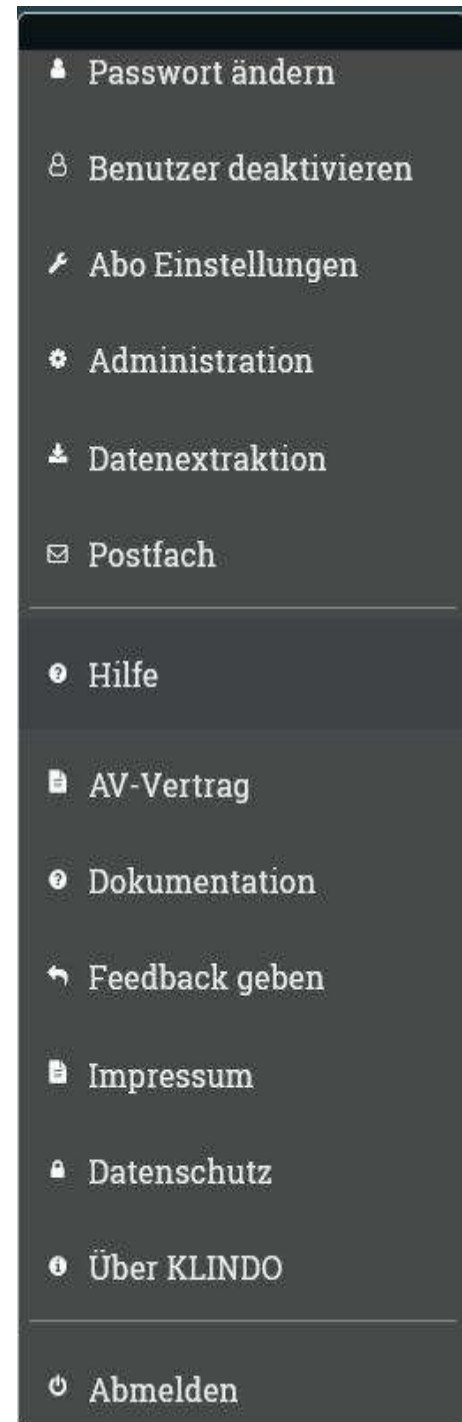 Passwort ändern
Benutzer deaktivieren
Abo Einstellungen
Administration
Datenextraktion
Postfach
Hilfe
AV-Vertrag
Dokumentation
Feedback geben
Impressum
Datenschutz
Über KLINDO
Abmelden